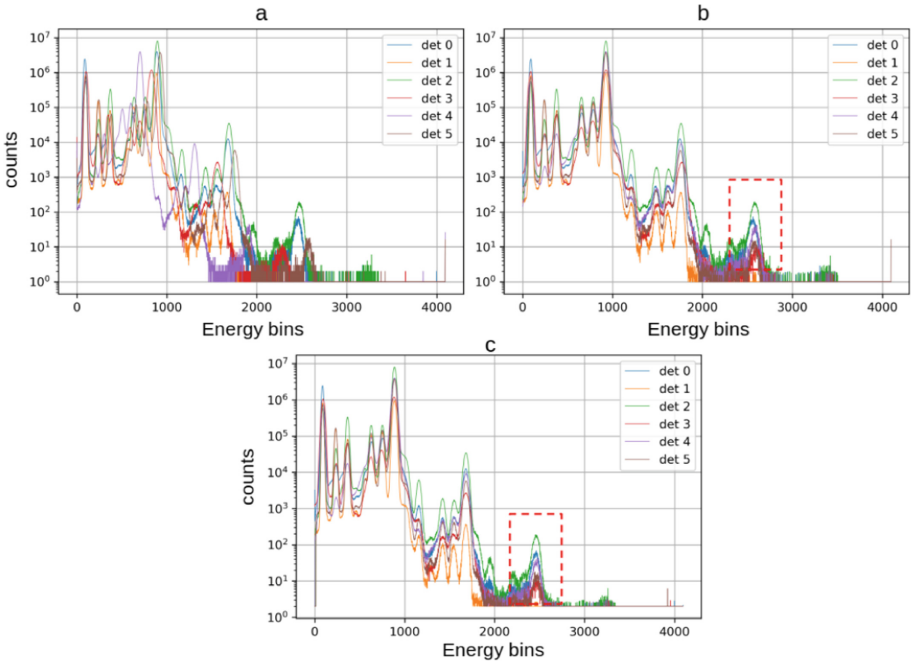 a
10⁷
10⁶
10⁵
10⁴
10³
10²
10¹
10⁰
counts
det 0
det 1
det 2
det 3
det 4
det 5
0 1000 2000 3000 4000
Energy bins
b
10⁷
10⁶
10⁵
10⁴
10³
10²
10¹
10⁰
det 0
det 1
det 2
det 3
det 4
det 5
0 1000 2000 3000 4000
Energy bins
c
10⁷
10⁶
10⁵
10⁴
10³
10²
10¹
10⁰
counts
det 0
det 1
det 2
det 3
det 4
det 5
0 1000 2000 3000 4000
Energy bins